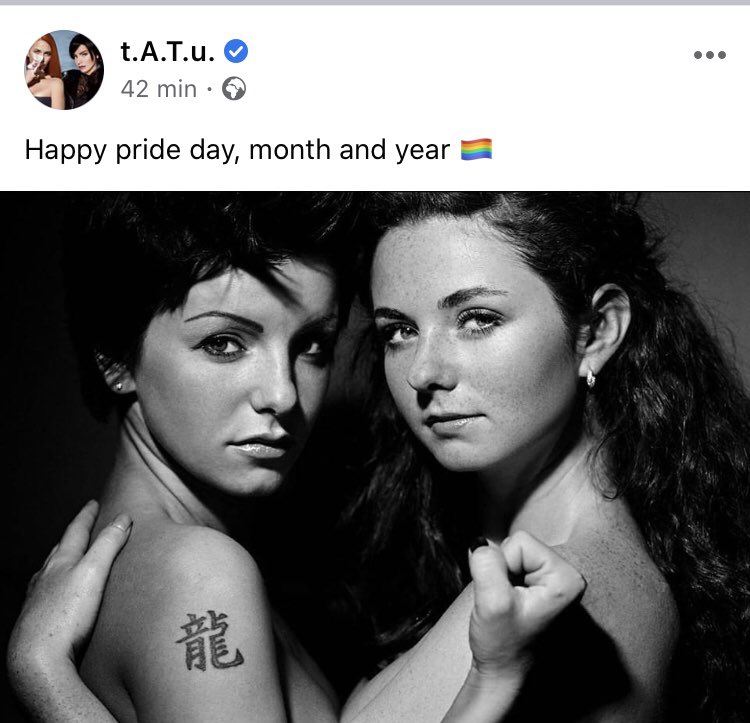 t.A.T.u.
42 min
Happy pride day, month and year 🏳️‍🌈
龍